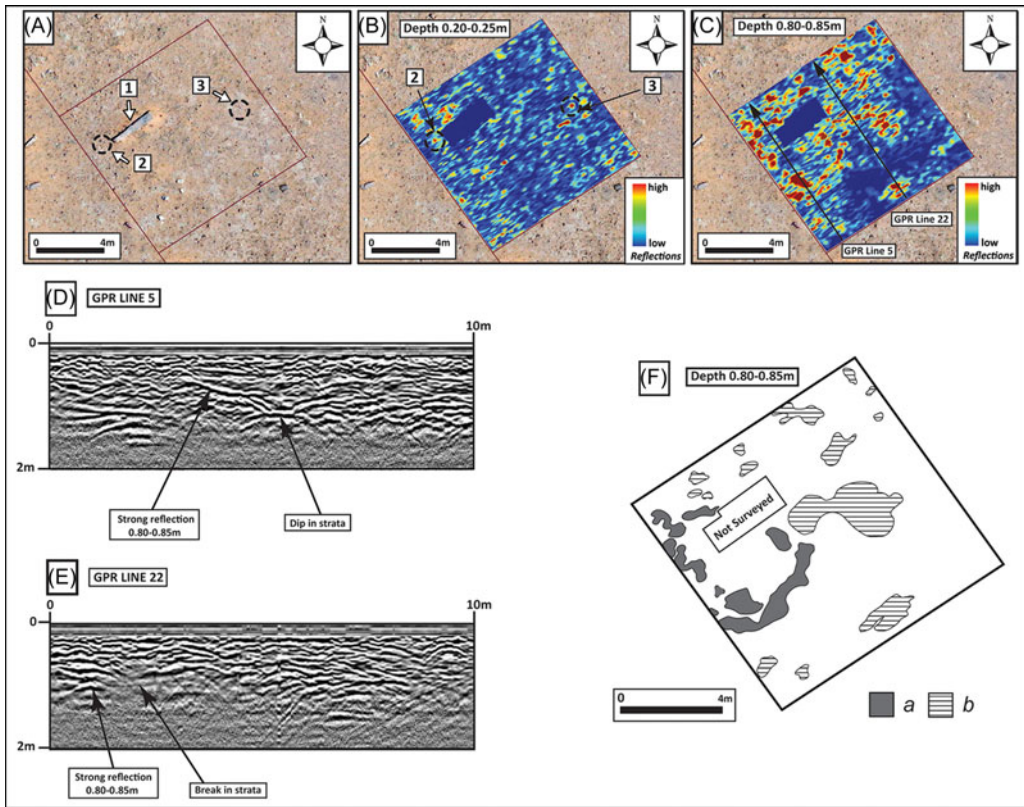 (A)
N
1
3
2
0 4m
(B)
Depth 0.20-0.25m
N
2
3
high
low
Reflections
0 4m
(C)
Depth 0.80-0.85m
N
GPR Line 22
GPR Line 5
high
low
Reflections
0 4m
(D) GPR LINE 5
0 10m
0
2m
Strong reflection
0.80-0.85m
Dip in strata
(E) GPR LINE 22
0 10m
0
2m
Strong reflection
0.80-0.85m
Break in strata
(F) Depth 0.80-0.85m
Not Surveyed
0 4m
a b